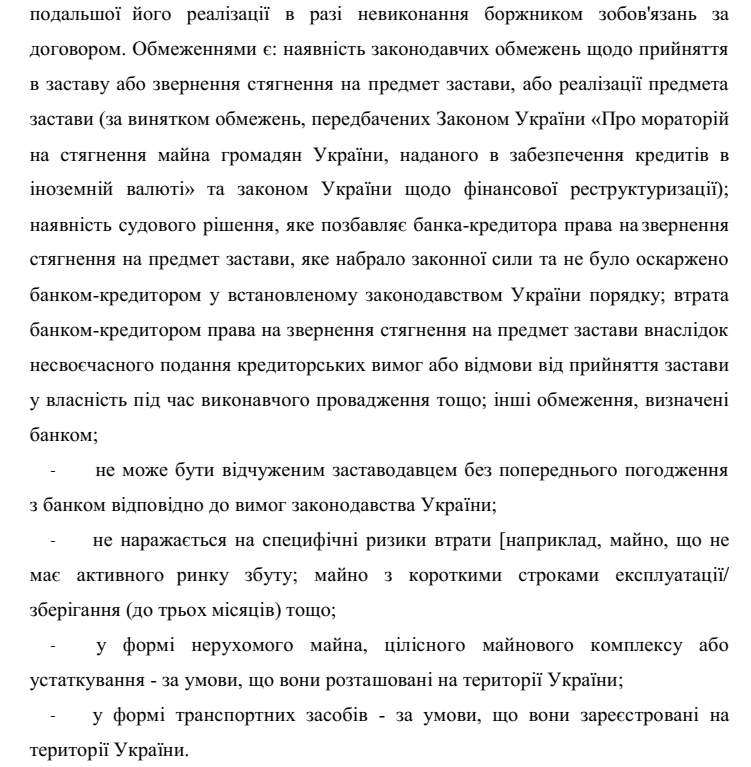 подальшої його реалізації в разі невиконання боржником зобов'язань за
договором. Обмеженнями є: наявність законодавчих обмежень щодо прийняття
в заставу або звернення стягнення на предмет застави, або реалізації предмета
застави (за винятком обмежень, передбачених Законом України «Про мораторій
на стягнення майна громадян України, наданого в забезпечення кредитів в
іноземній валюті» та законом України щодо фінансової реструктуризації);
наявність судового рішення, яке позбавляє банка-кредитора права на звернення
стягнення на предмет застави, яке набрало законної сили та не було оскаржено
банком-кредитором у встановленому законодавством України порядку; втрата
банком-кредитором права на звернення стягнення на предмет застави внаслідок
несвоєчасного подання кредиторських вимог або відмови від прийняття застави
у власність під час виконавчого провадження тощо; інші обмеження, визначені
банком;
- не може бути відчуженим заставодавцем без попереднього погодження
з банком відповідно до вимог законодавства України;
- не наражається на специфічні ризики втрати [наприклад, майно, що не
має активного ринку збуту; майно з короткими строками експлуатації/
зберігання (до трьох місяців) тощо;
- у формі нерухомого майна, цілісного майнового комплексу або
устаткування - за умови, що вони розташовані на території України;
- у формі транспортних засобів - за умови, що вони зареєстровані на
території України.